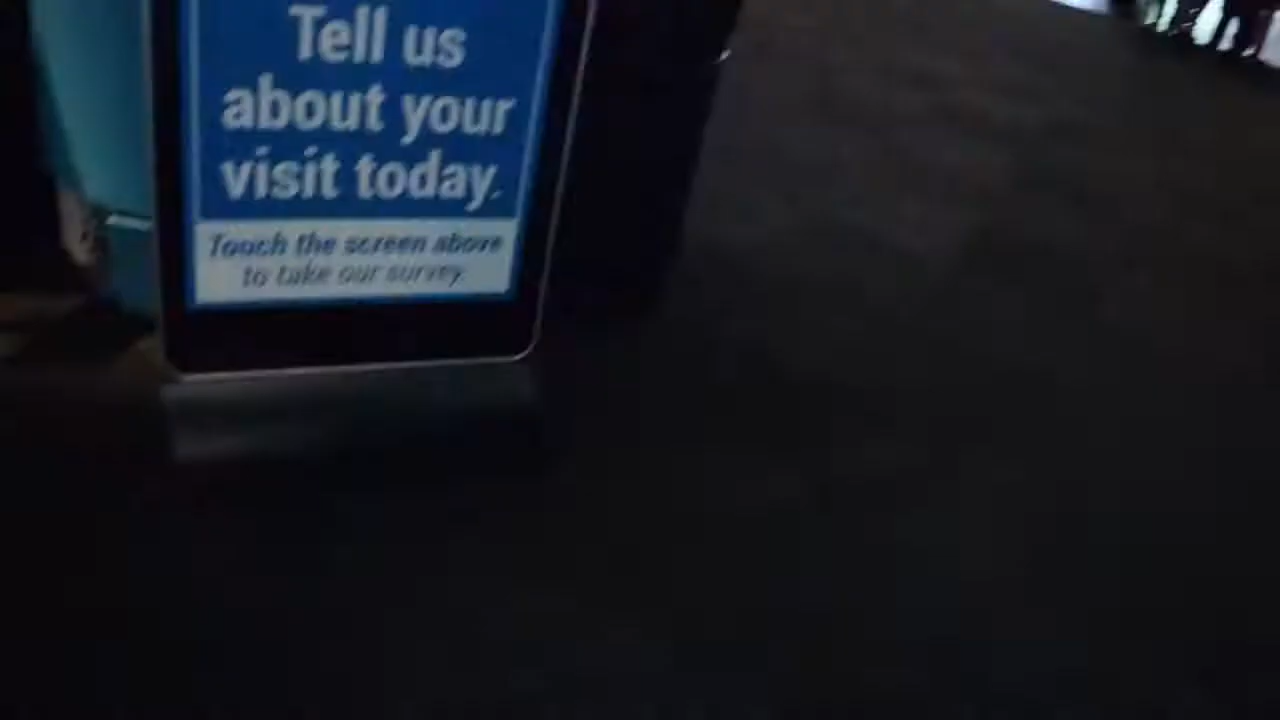 Tell us
about your
visit today.
Touch the screen above
to take our survey.